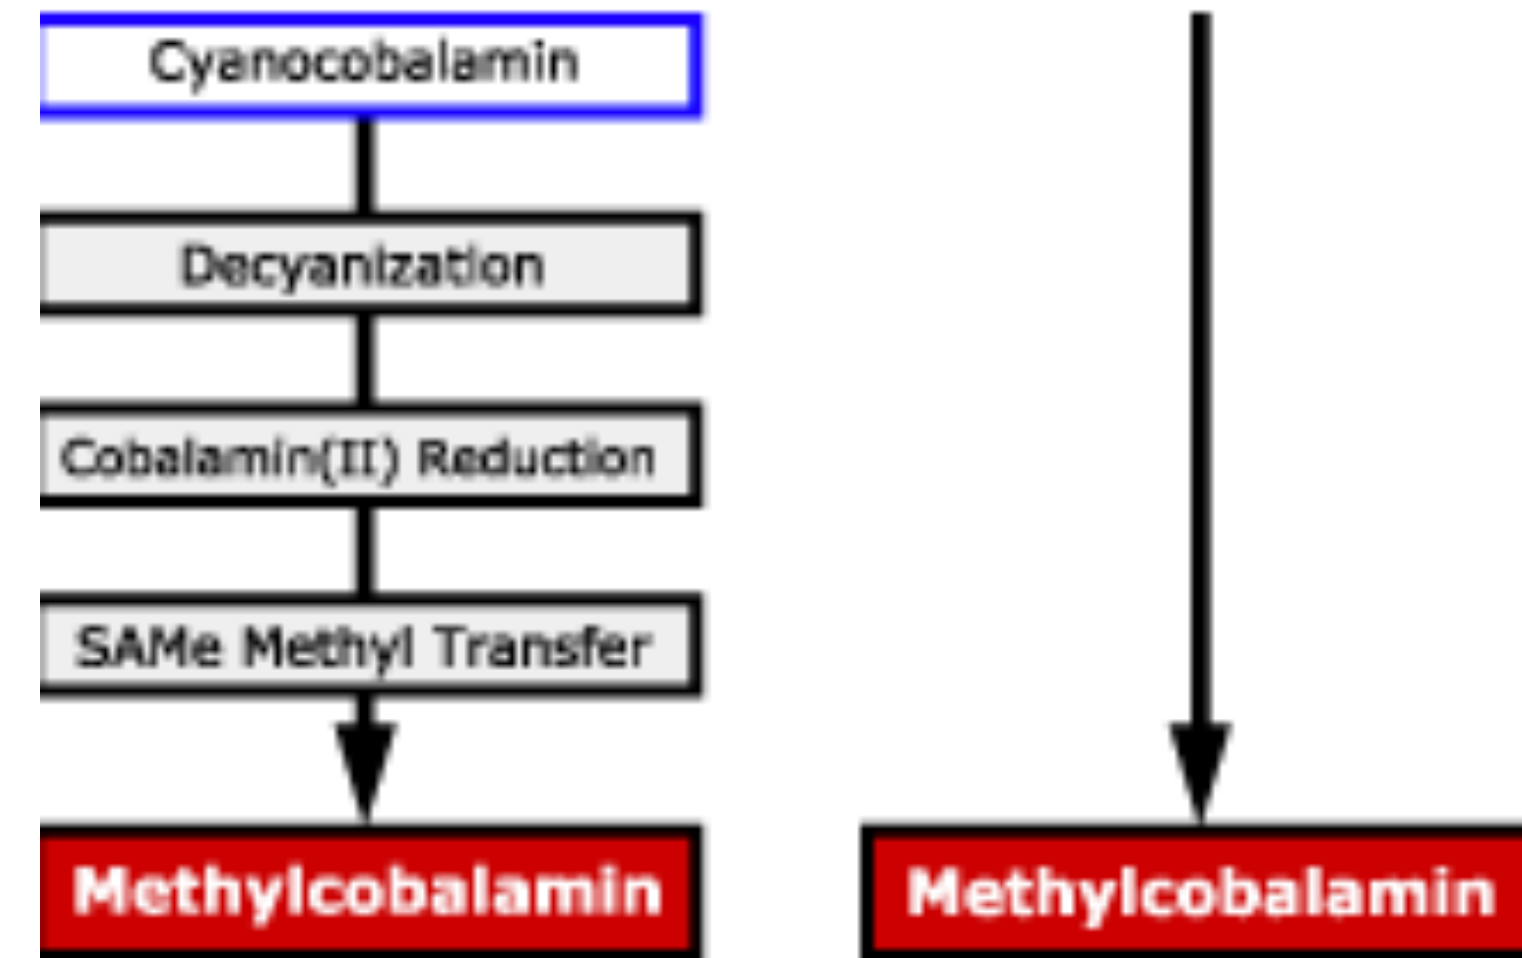 Cyanocobalamin
Decyanization
Cobalamin(II) Reduction
SAMe Methyl Transfer
Methylcobalamin
Methylcobalamin